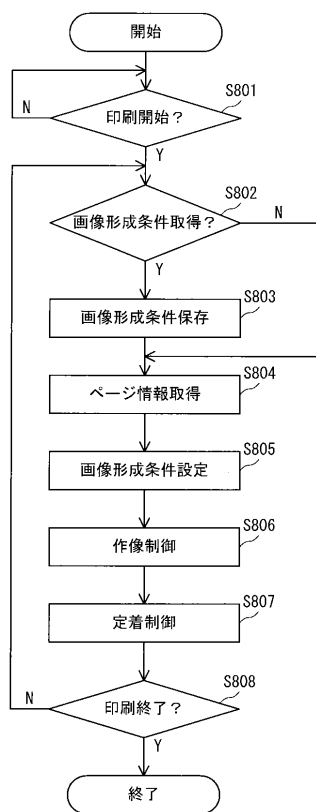 開始
S801
N
印刷開始？
Y
S802
画像形成条件取得？
N
Y
S803
画像形成条件保存
S804
ページ情報取得
S805
画像形成条件設定
S806
作像制御
S807
定着制御
S808
N
印刷終了？
Y
終了